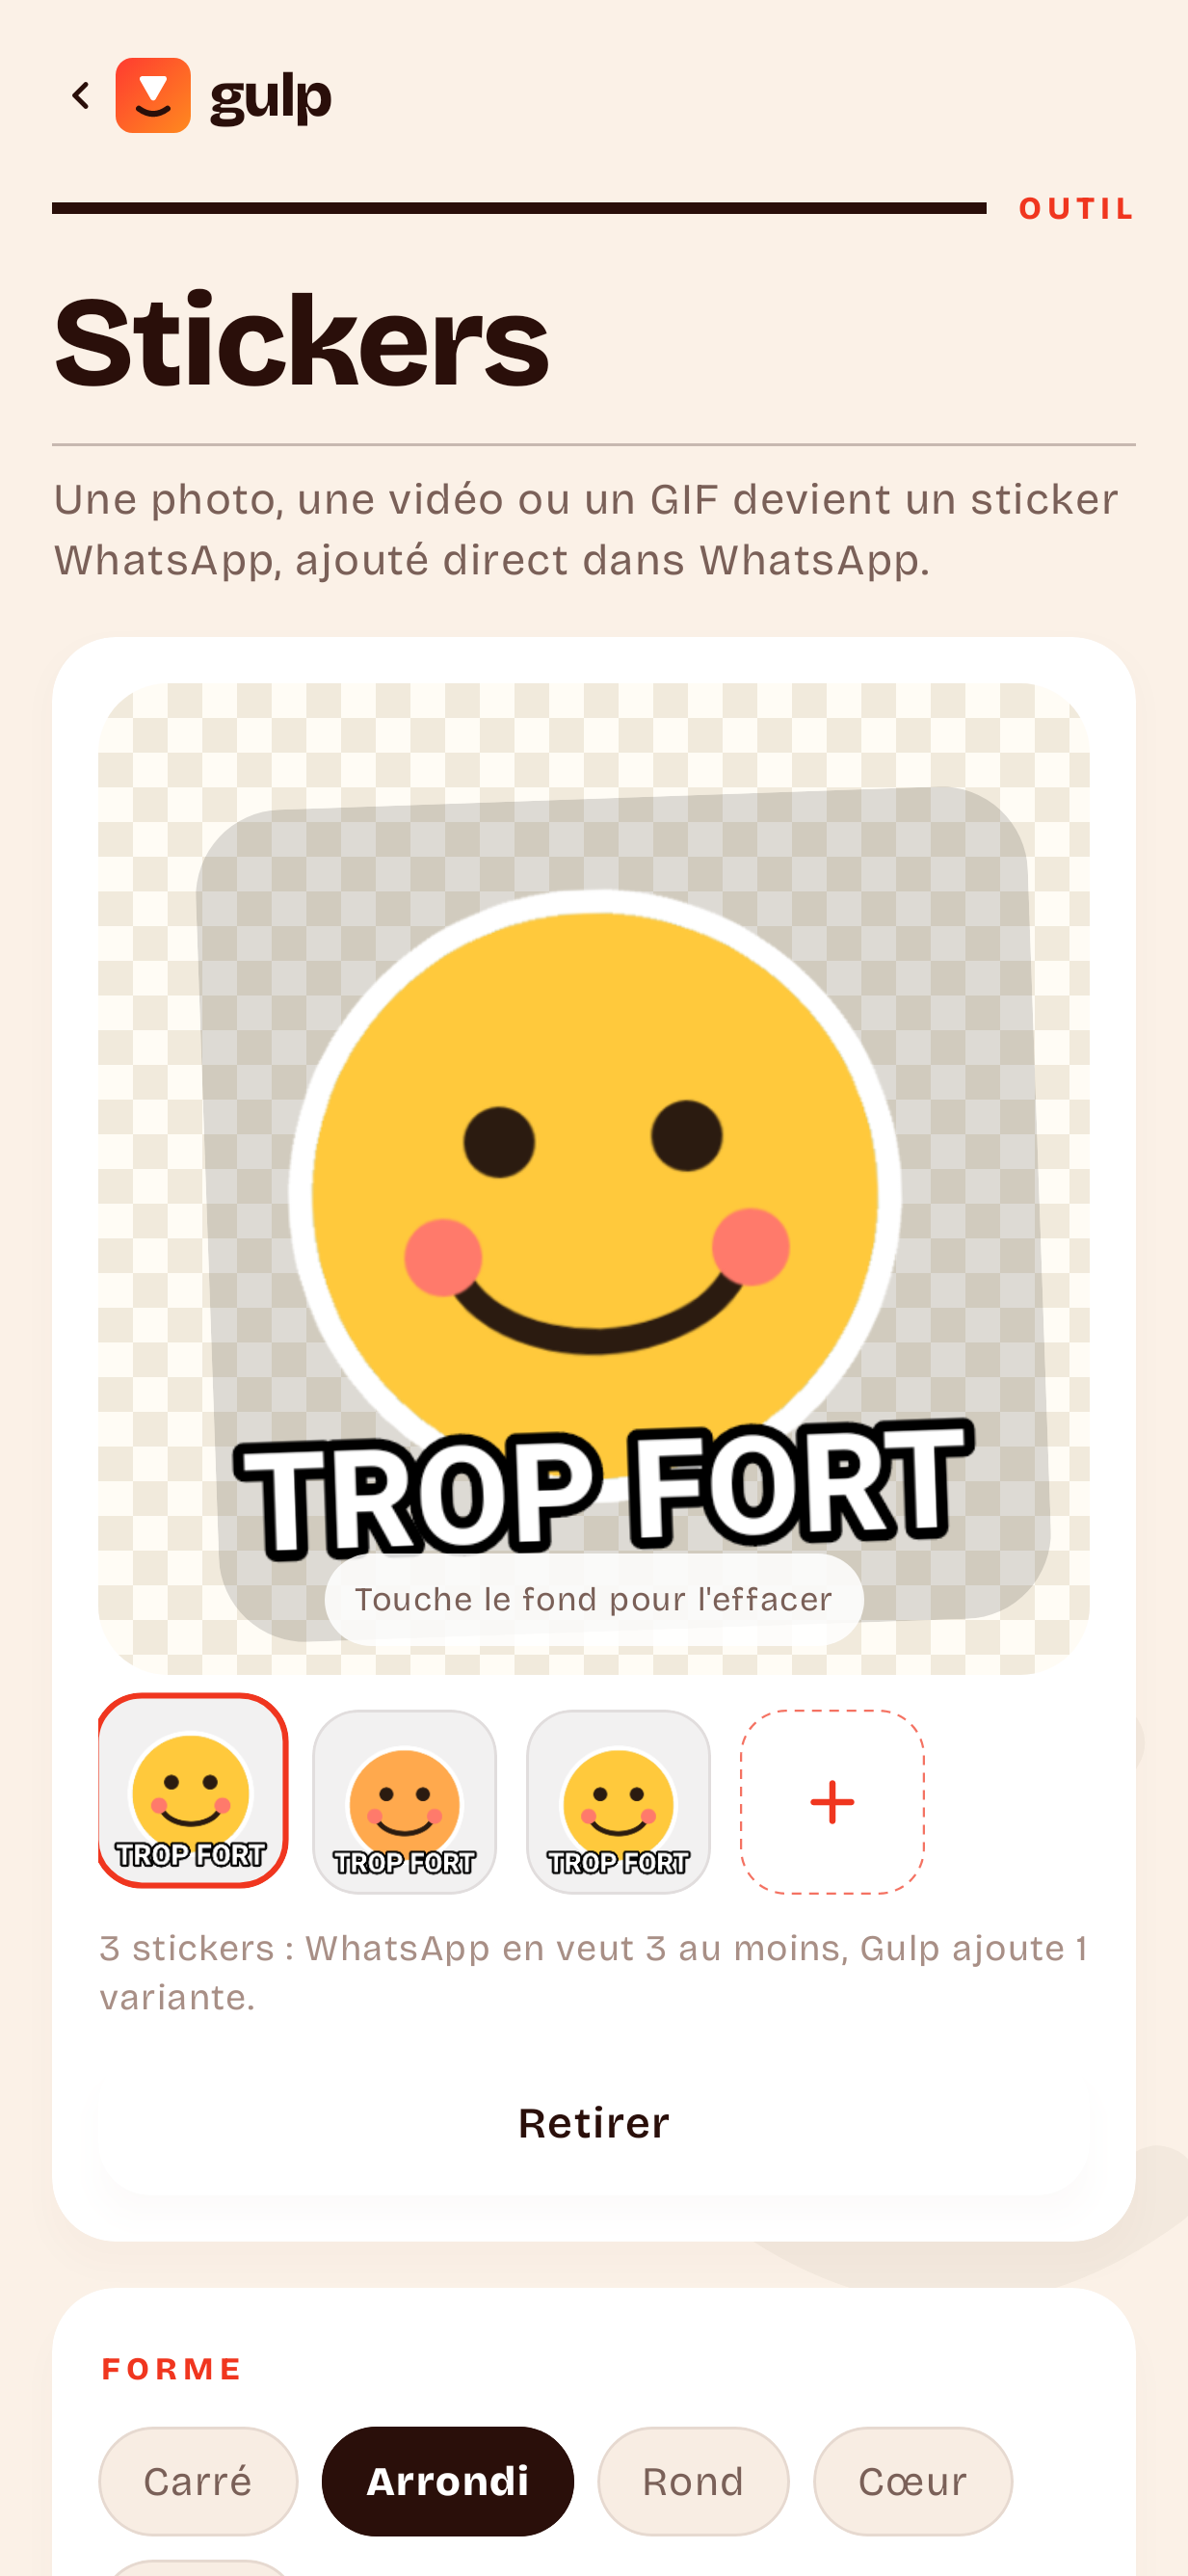 gulp
OUTIL
Stickers
Une photo, une vidéo ou un GIF devient un sticker
WhatsApp, ajouté direct dans WhatsApp.
TROP FORT
Touche le fond pour l'effacer
TROP FORT
TROP FORT
TROP FORT
3 stickers : WhatsApp en veut 3 au moins, Gulp ajoute 1
variante.
Retirer
FORME
Carré
Arrondi
Rond
Cœur